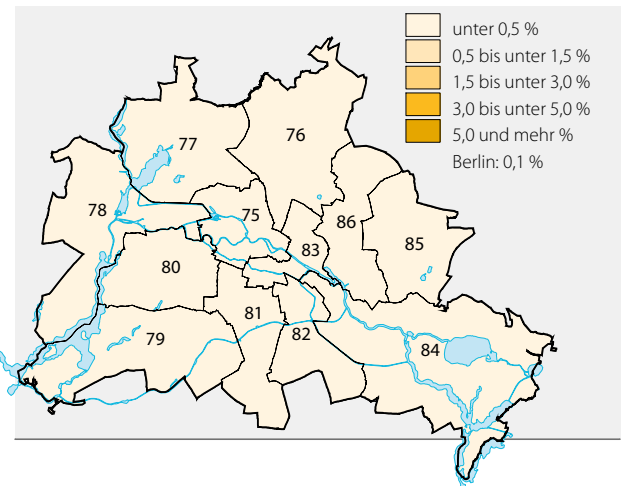 unter 0,5 %
0,5 bis unter 1,5 %
1,5 bis unter 3,0 %
3,0 bis unter 5,0 %
5,0 und mehr %
Berlin: 0,1 %
76
77
78
75
86
85
83
80
81
82
79
84